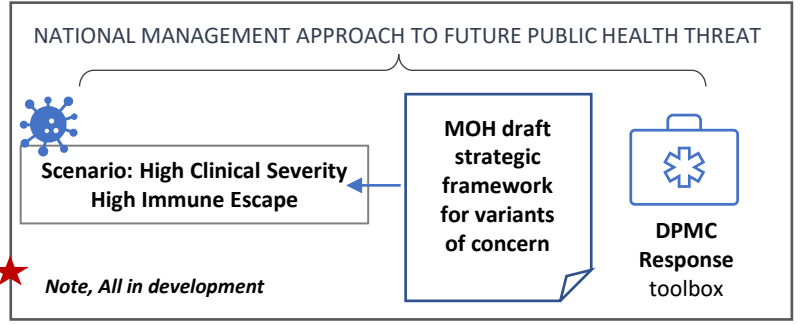 NATIONAL MANAGEMENT APPROACH TO FUTURE PUBLIC HEALTH THREAT
Scenario: High Clinical Severity
High Immune Escape
Note, All in development
MOH draft
strategic
framework
for variants
of concern
DPMC
Response
toolbox